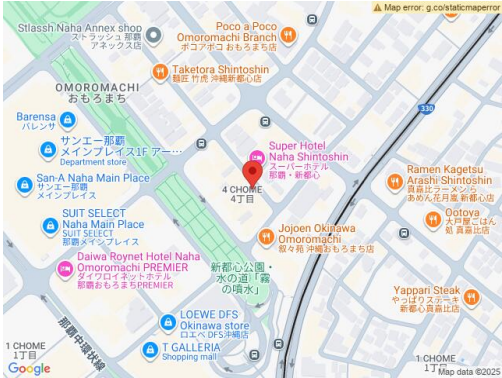 Map error: g.co/staticmaperror
Stlassh Naha Annex shop
ストラッシュ 那覇
アネックス店
Poco a Poco
Omoromachi Branch
ポコアポコ おもろまち店
Taketora Shintoshin
鶏匠 竹虎 沖縄新都心店
OMOROMACHI
おもろまち
330
Barensa
バレンサ
サンエー那覇
メインプレイス1F アー…
Department store
Super Hotel
Naha Shintoshin
スーパーホテル
那覇・新都心
San-A Naha Main Place
サンエー那覇
メインプレイス
4 CHOME
4丁目
Ramen Kagetsu
Arashi Shintoshin
真嘉比ラーメン ら
あめん花月嵐 新都心店
SUIT SELECT
Naha Main Place
SUIT SELECT
那覇メインプレイス
Jojoen Okinawa
Omoromachi
叙々苑 沖縄新都心店
Ootoya
大戸屋ごはん
処 真嘉比店
Daiwa Roynet Hotel Naha
Omoromachi PREMIER
ダイワロイネットホテル
那覇おもろまちPREMIER
新都心公園・
水の道「霧
の噴水」
Yappari Steak
やっぱりステーキ
新都心真嘉比店
LOEWE DFS
Okinawa store
ロエベ DFS沖縄店
那覇中環状線
1 CHOME
1丁目
T GALLERIA
Shopping mall
1 CHOME
1丁目
Google
Map data ©2025